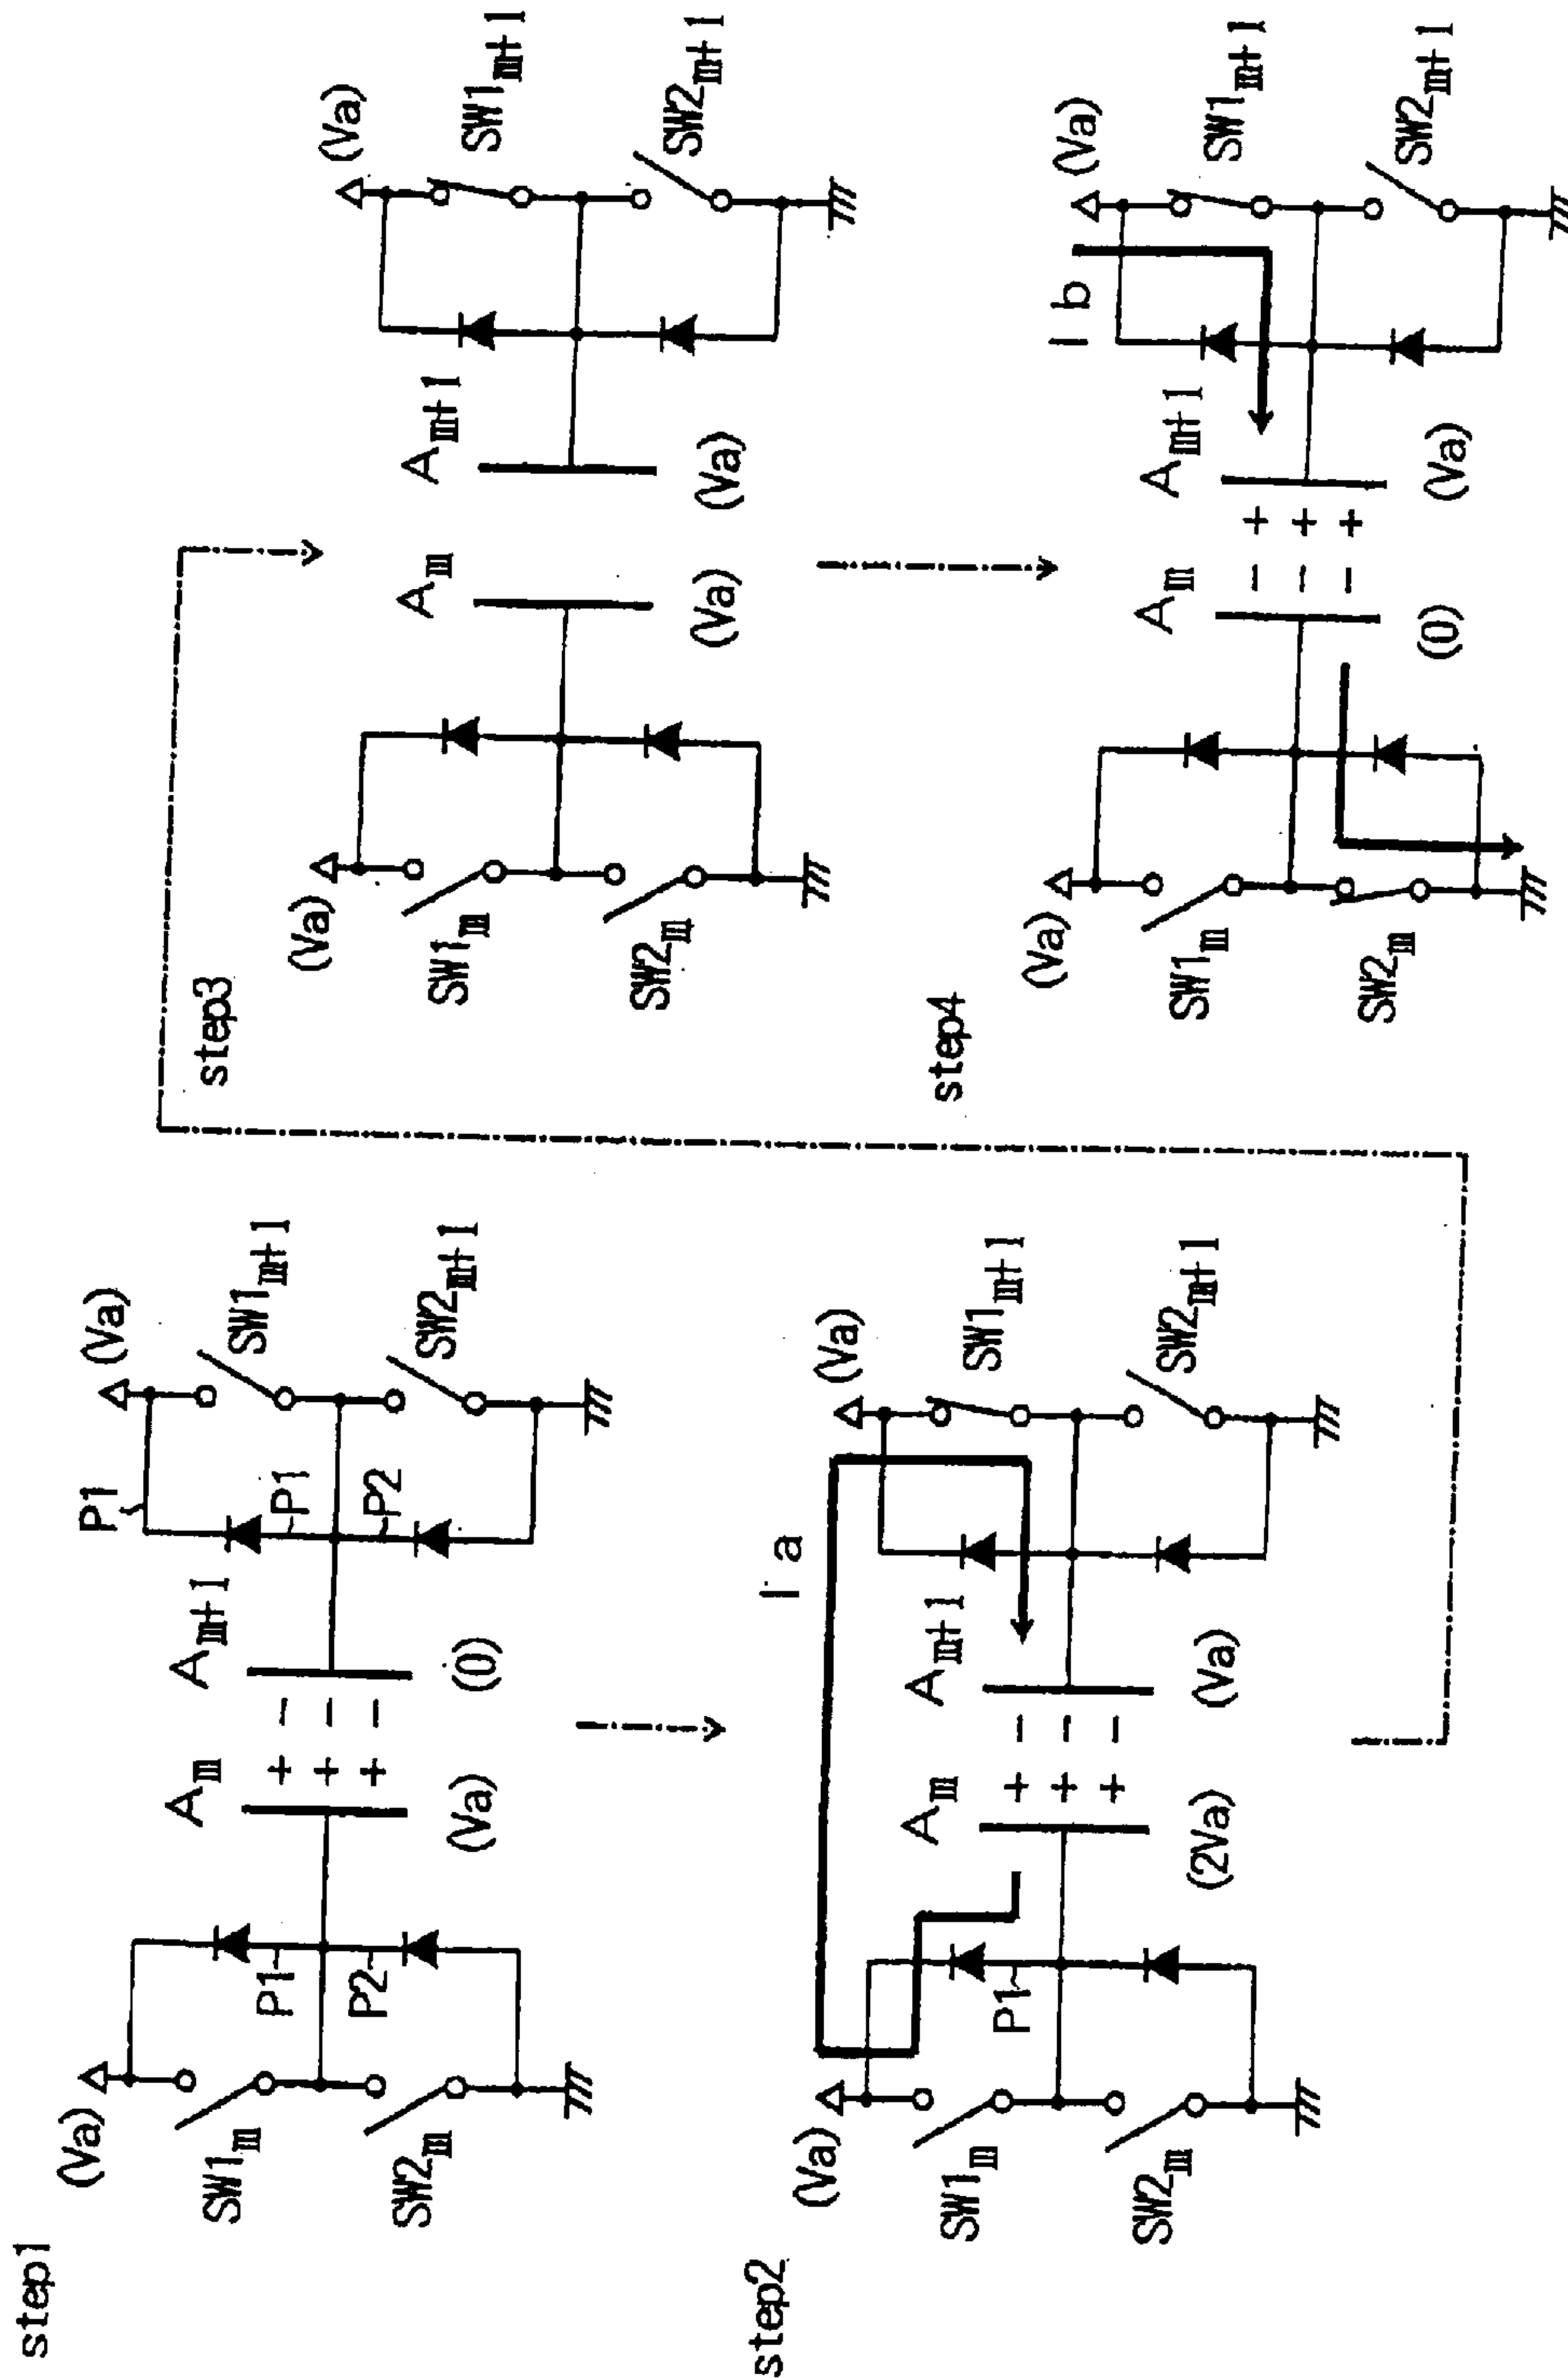 step1
(Va)
SW1m
SW2m
P1
P2
Am
+ + +
(Va)
Am+1
− − −
(0)
P1
P1
P2
(Va)
SW1m+1
SW2m+1
step2
(Va)
SW1m
SW2m
P1
Am
+ + +
(2Va)
Am+1
− − −
(Va)
Ia
(Va)
SW1m+1
SW2m+1
step3
(Va)
SW1m
SW2m
Am
(Va)
Am+1
(Va)
(Va)
SW1m+1
SW2m+1
step4
(Va)
SW1m
SW2m
Am
− − −
(0)
Am+1
+ + +
(Va)
Ib
(Va)
SW1m+1
SW2m+1